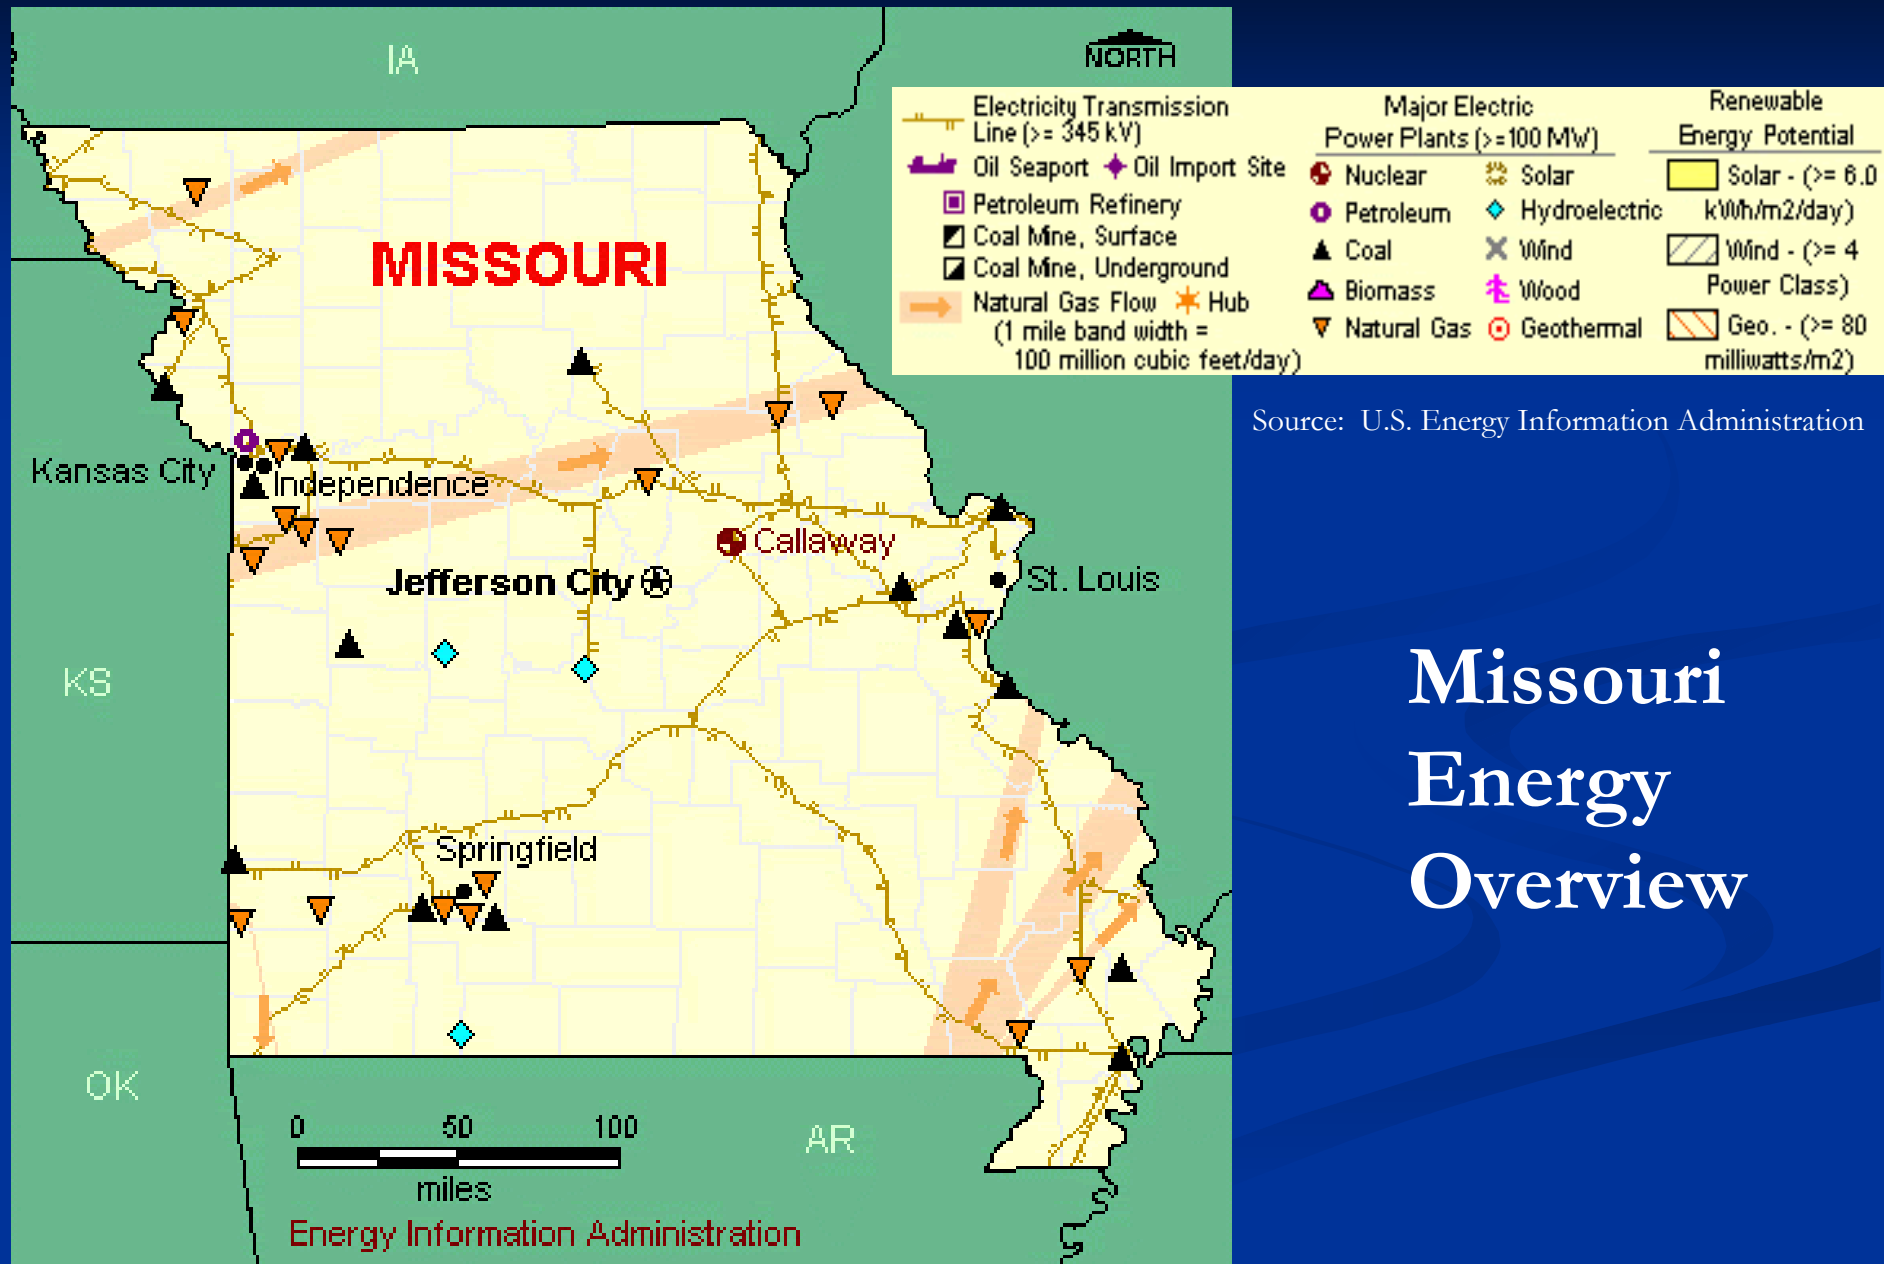 IA
NORTH
MISSOURI
Kansas City
Independence
Callaway
Jefferson City
St. Louis
KS
Springfield
OK
AR
0 50 100
miles
Energy Information Administration
Electricity Transmission
Line (>= 345 kV)
Oil Seaport
Oil Import Site
Petroleum Refinery
Coal Mine, Surface
Coal Mine, Underground
Natural Gas Flow
Hub
(1 mile band width =
100 million cubic feet/day)
Major Electric
Power Plants (>=100 MW)
Nuclear
Petroleum
Coal
Biomass
Natural Gas
Solar
Hydroelectric
Wind
Wood
Geothermal
Renewable
Energy Potential
Solar - (>= 6.0
kWh/m2/day)
Wind - (>= 4
Power Class)
Geo. - (>= 80
milliwatts/m2)
Source: U.S. Energy Information Administration
Missouri
Energy
Overview